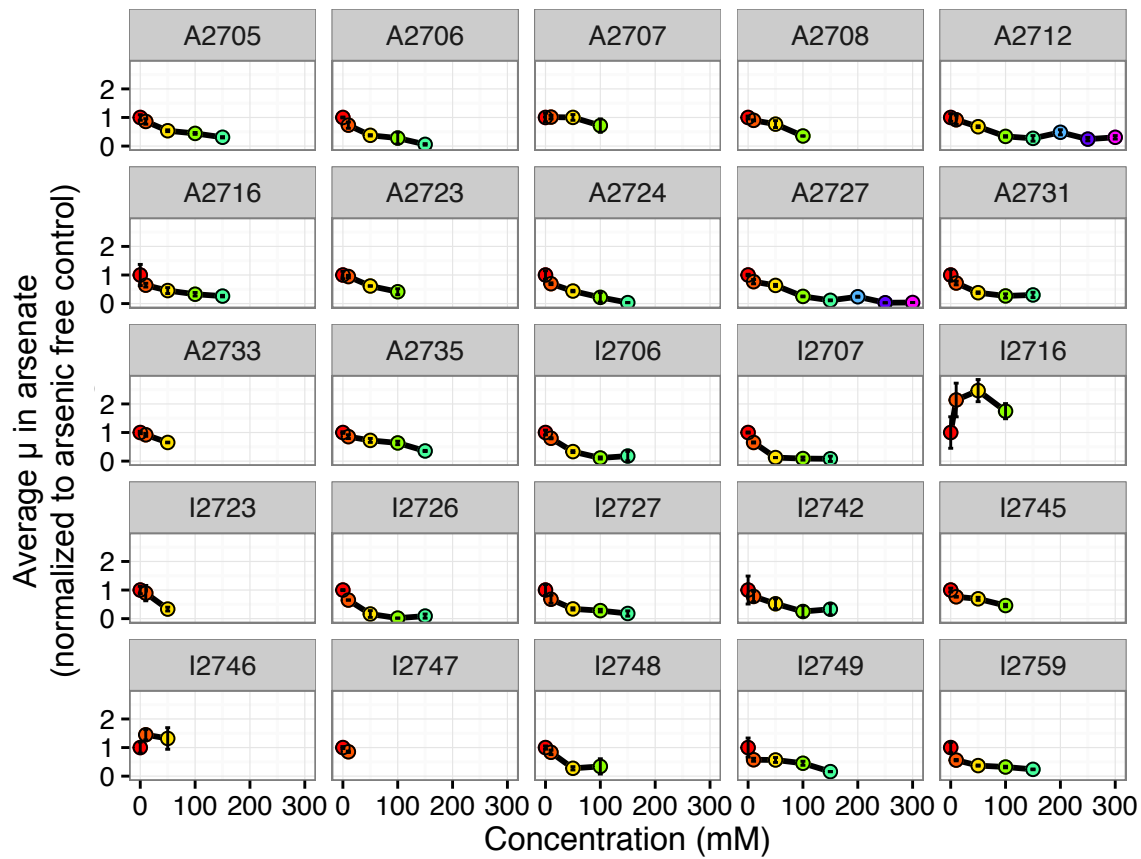 A2705 A2706 A2707 A2708 A2712
2
1
0
A2716 A2723 A2724 A2727 A2731
2
1
0
A2733 A2735 I2706 I2707 I2716
2
1
0
I2723 I2726 I2727 I2742 I2745
2
1
0
I2746 I2747 I2748 I2749 I2759
2
1
0
0 100 200 300 0 100 200 300 0 100 200 300 0 100 200 300 0 100 200 300
Concentration (mM)
Average μ in arsenate
(normalized to arsenic free control)